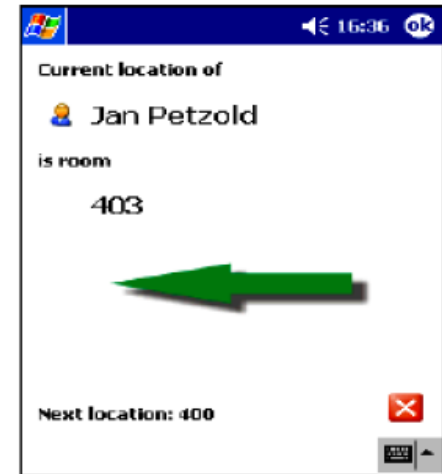 16:36 ok
Current location of
Jan Petzold
is room
403
Next location: 400